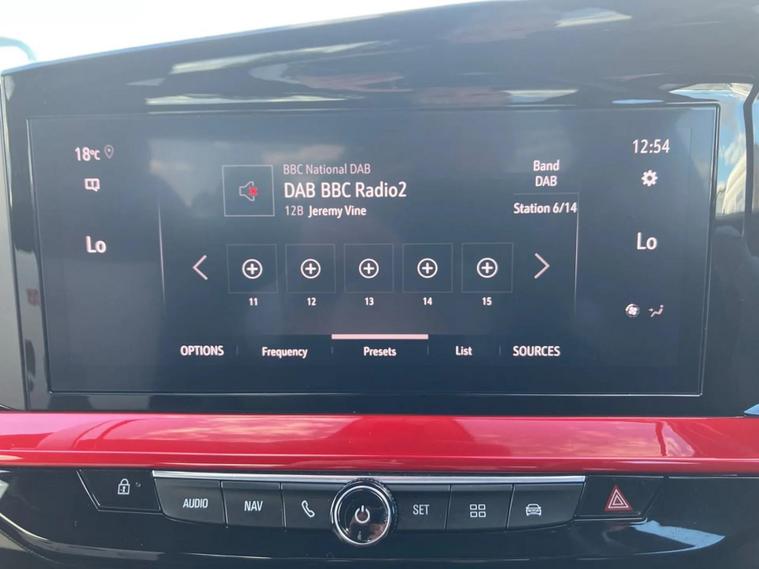 18°C
12:54
BBC National DAB
DAB BBC Radio2
12B Jeremy Vine
Band
DAB
Station 6/14
Lo
Lo
11 12 13 14 15
OPTIONS Frequency Presets List SOURCES
AUDIO NAV SET